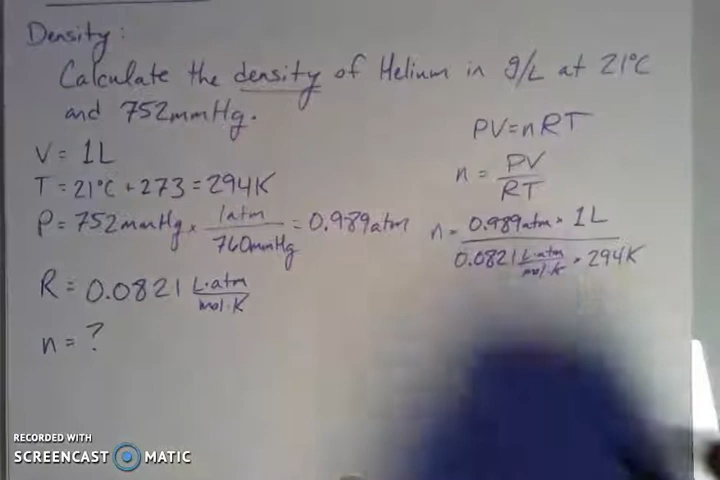 Density:
Calculate the density of Helium in g/L at 21°C
and 752mmHg.
V = 1L
T = 21°C + 273 = 294K
P = 752mmHg × 1atm / 760mmHg = 0.989atm
R = 0.0821 L·atm / mol·K
n = ?
PV = nRT
n = PV / RT
n = 0.989atm · 1L / 0.0821 L·atm / mol·K · 294K
RECORDED WITH
SCREENCAST MATIC